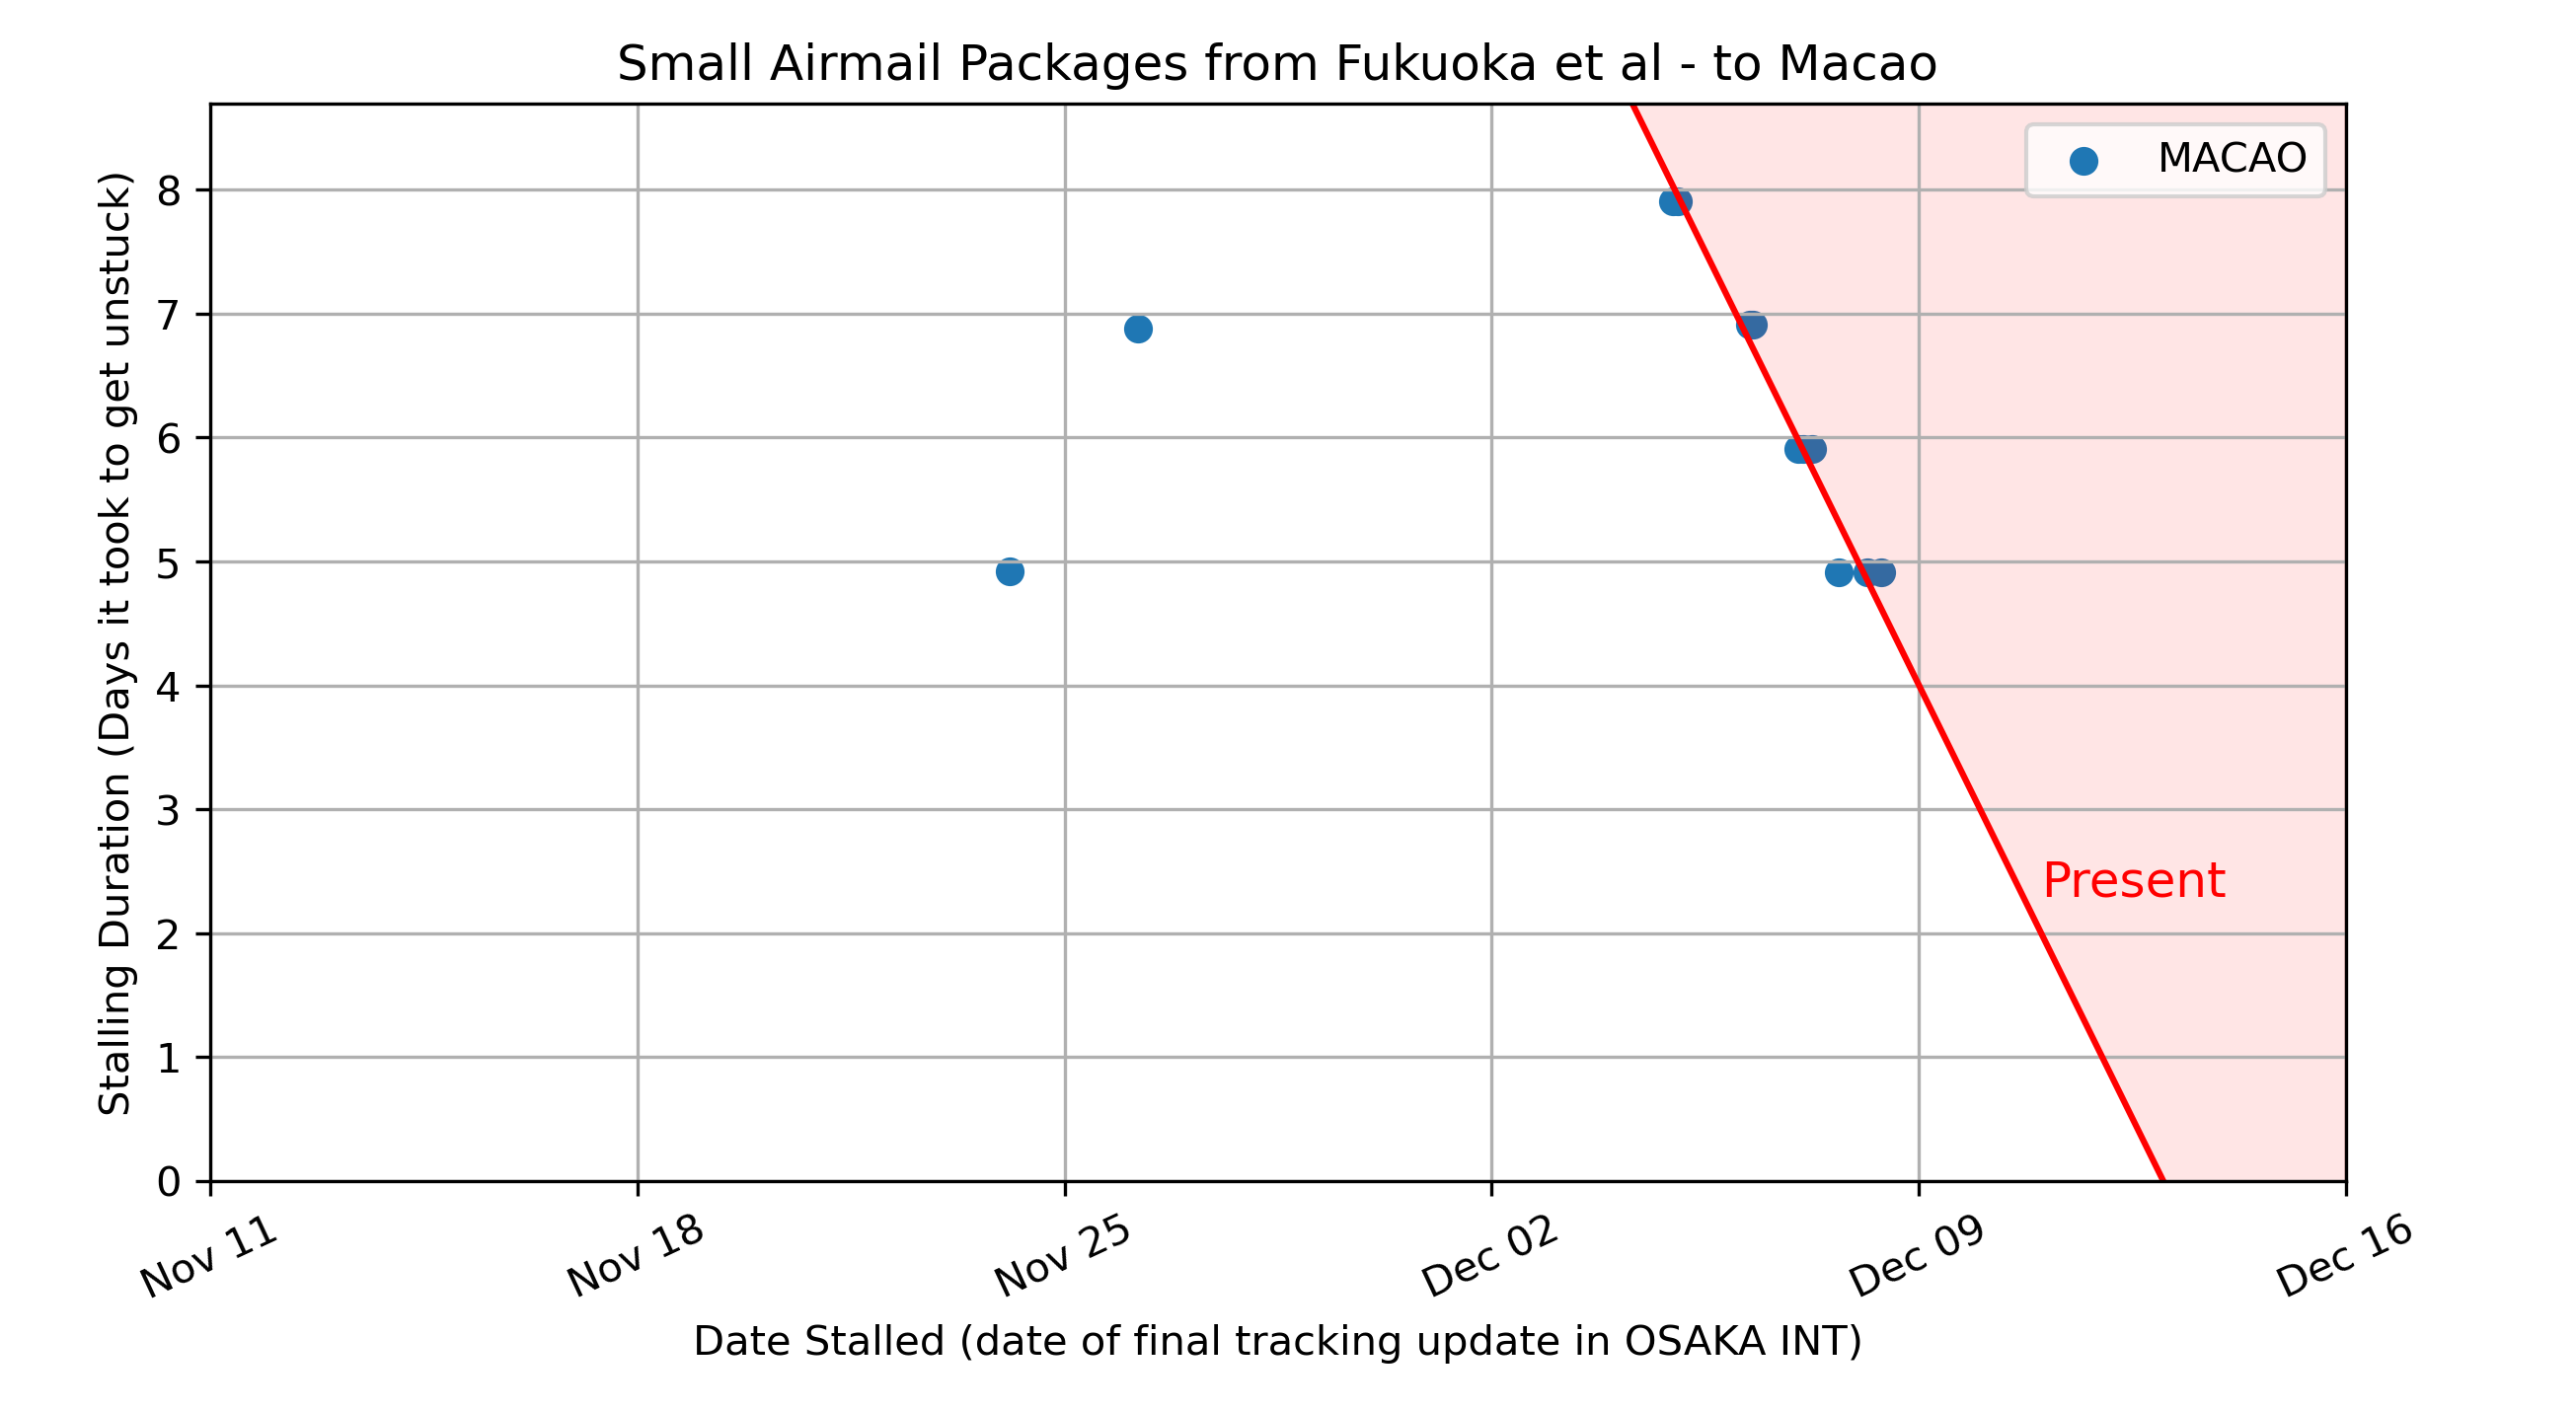 Small Airmail Packages from Fukuoka et al - to Macao
MACAO
Stalling Duration (Days it took to get unstuck)
8
7
6
5
4
3
2
1
0
Present
Nov 11
Nov 18
Nov 25
Dec 02
Dec 09
Dec 16
Date Stalled (date of final tracking update in OSAKA INT)